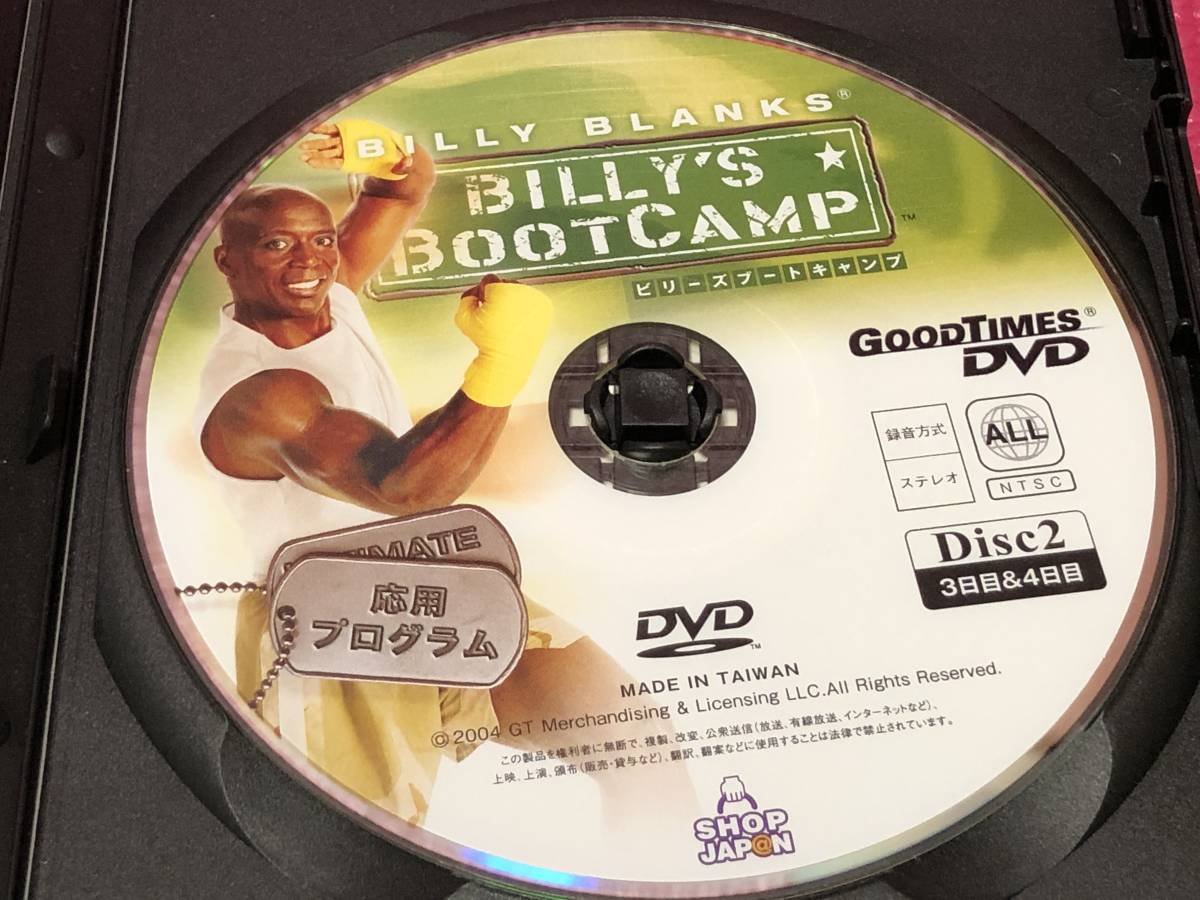 BILLY BLANKS®
BILLY'S
BOOTCAMP
™
ビリーズブートキャンプ
GOODTIMES®
DVD
録音方式
ステレオ
ALL
NTSC
Disc2
3日目&4日目
応用
プログラム
DVD
™
MADE IN TAIWAN
©2004 GT Merchandising & Licensing LLC.All Rights Reserved.
この製品を権利者に無断で、複製、改変、公衆送信(放送、有線放送、インターネットなど)、
上映、上演、頒布(販売・貸与など)、翻訳、翻案などに使用することは法律で禁止されています。
SHOP
JAP@N